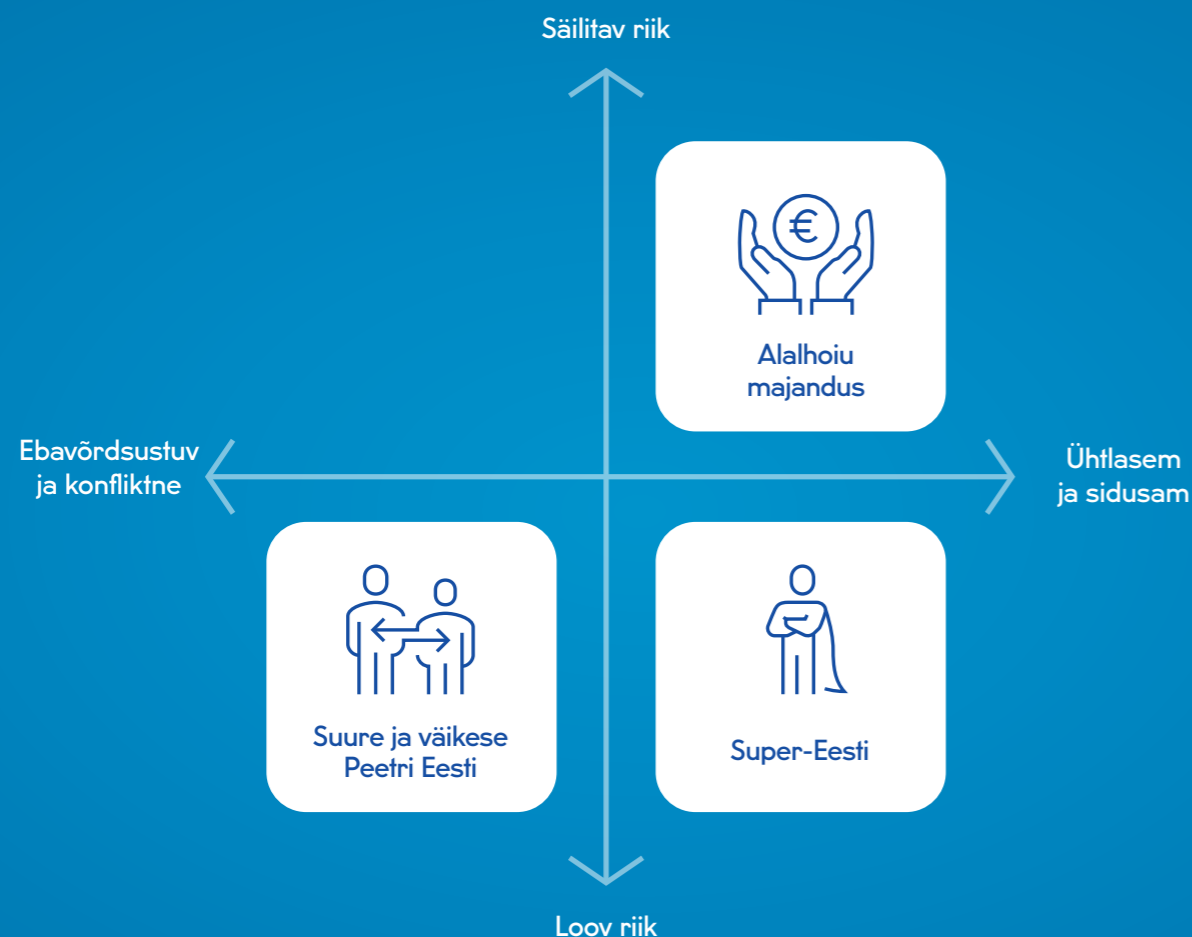 Säilitav riik
€
Alalhoiu
majandus
Ebavõrdsustuv
ja konfliktne
Ühtlasem
ja sidusam
Suure ja väikese
Peetri Eesti
Super-Eesti
Loov riik